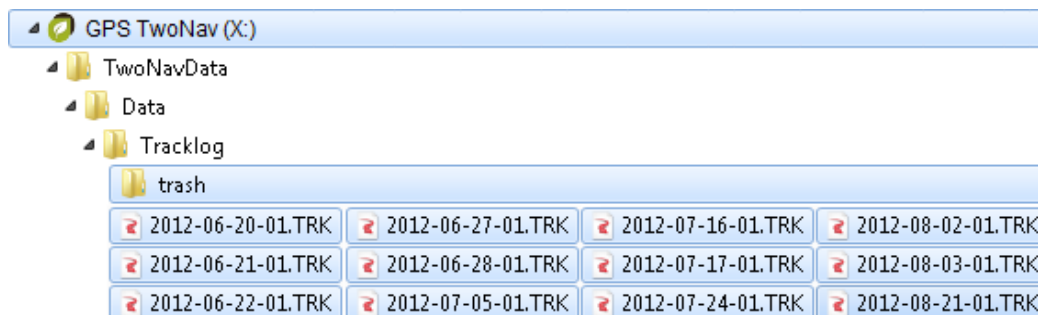 GPS TwoNav (X:)
TwoNavData
Data
Tracklog
trash
2012-06-20-01.TRK 2012-06-27-01.TRK 2012-07-16-01.TRK 2012-08-02-01.TRK
2012-06-21-01.TRK 2012-06-28-01.TRK 2012-07-17-01.TRK 2012-08-03-01.TRK
2012-06-22-01.TRK 2012-07-05-01.TRK 2012-07-24-01.TRK 2012-08-21-01.TRK